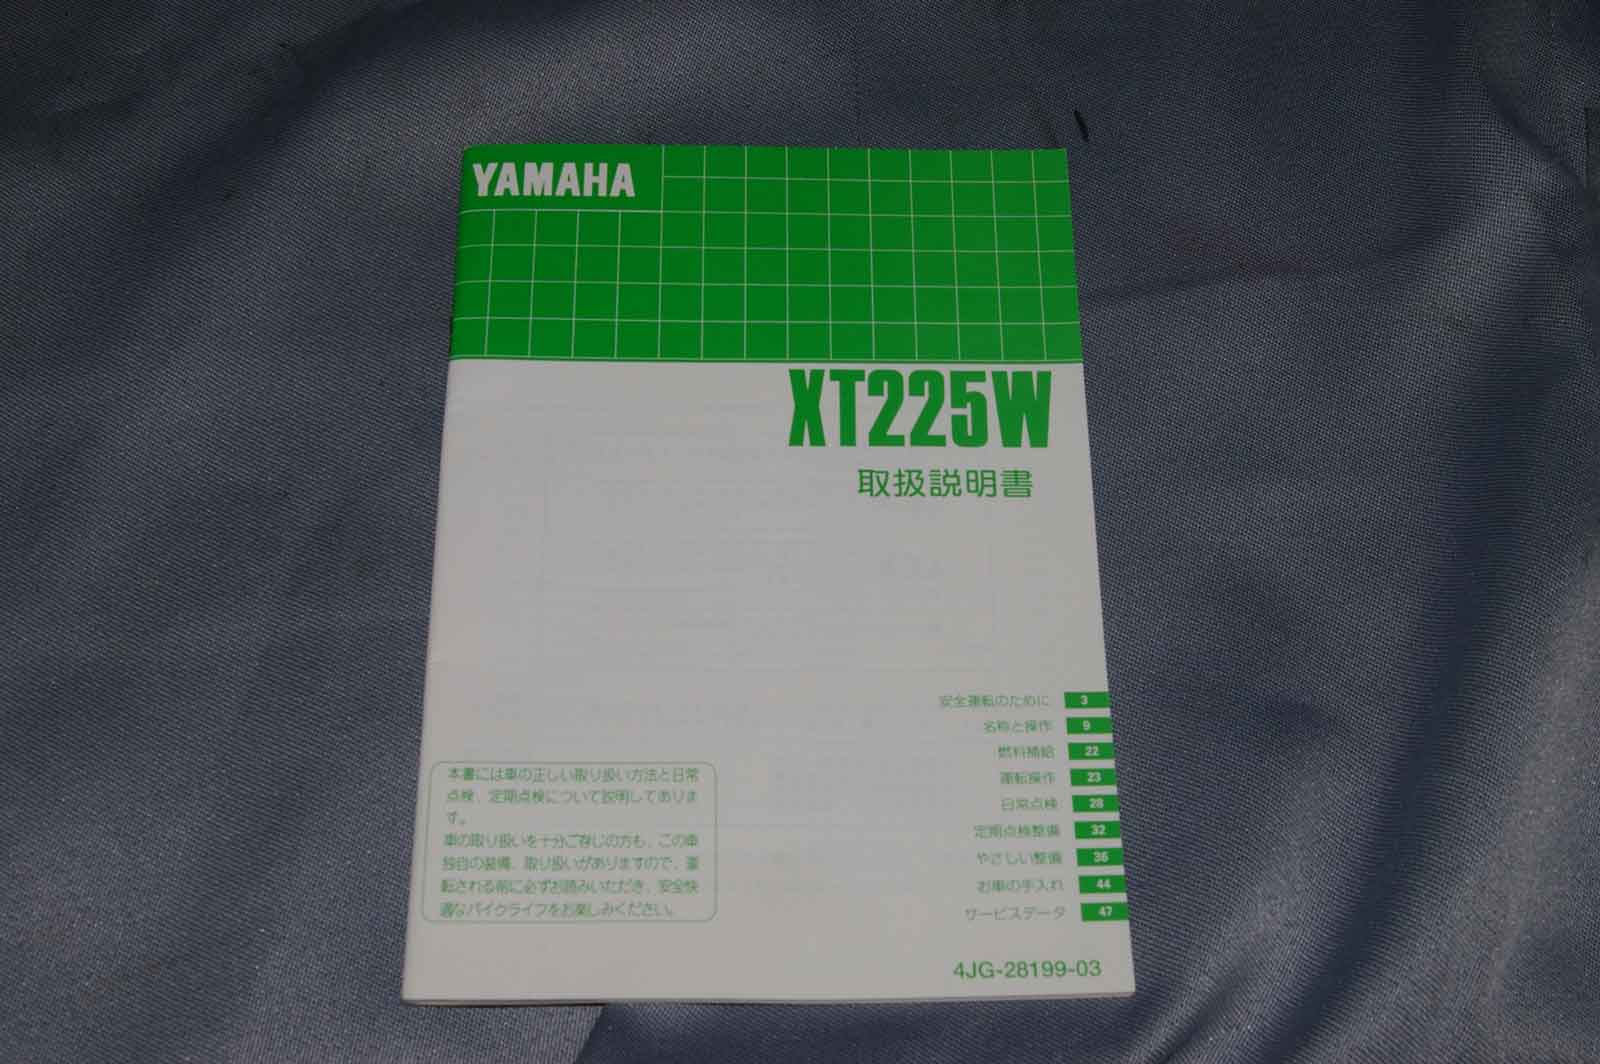 YAMAHA
XT225W
取扱説明書
安全運転のために 3
名称と操作 9
燃料補給 22
運転操作 23
日常点検 28
定期点検整備 32
やさしい整備 36
お車の手入れ 44
サービスデータ 47
本書には車の正しい取り扱い方法と日常
点検、定期点検について説明してありま
す。
車の取り扱いを十分ご存じの方も、この車
独自の装備、取り扱いがありますので、運
転される前に必ずお読みいただき、安全快
適なバイクライフをお楽しみください。
4JG-28199-03